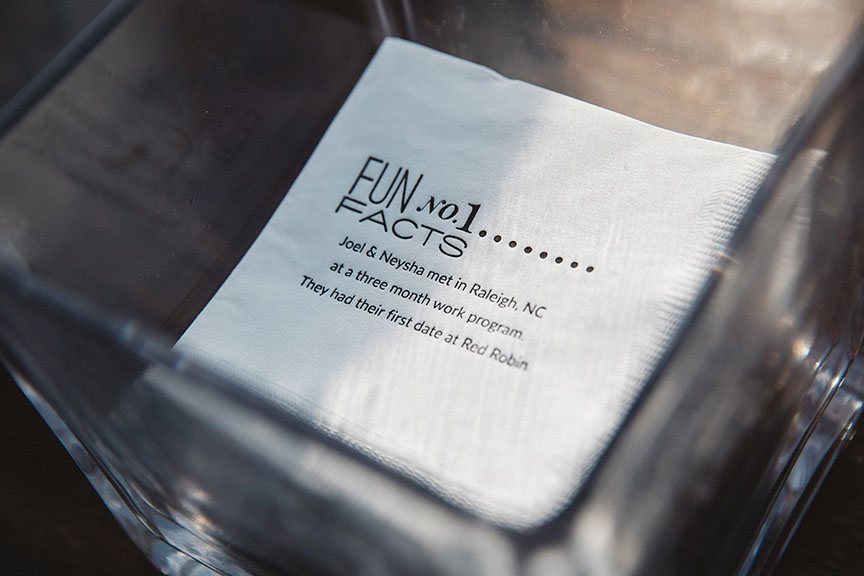 FUN No.1.........
FACTS
Joel & Neysha met in Raleigh, NC
at a three month work program.
They had their first date at Red Robin.